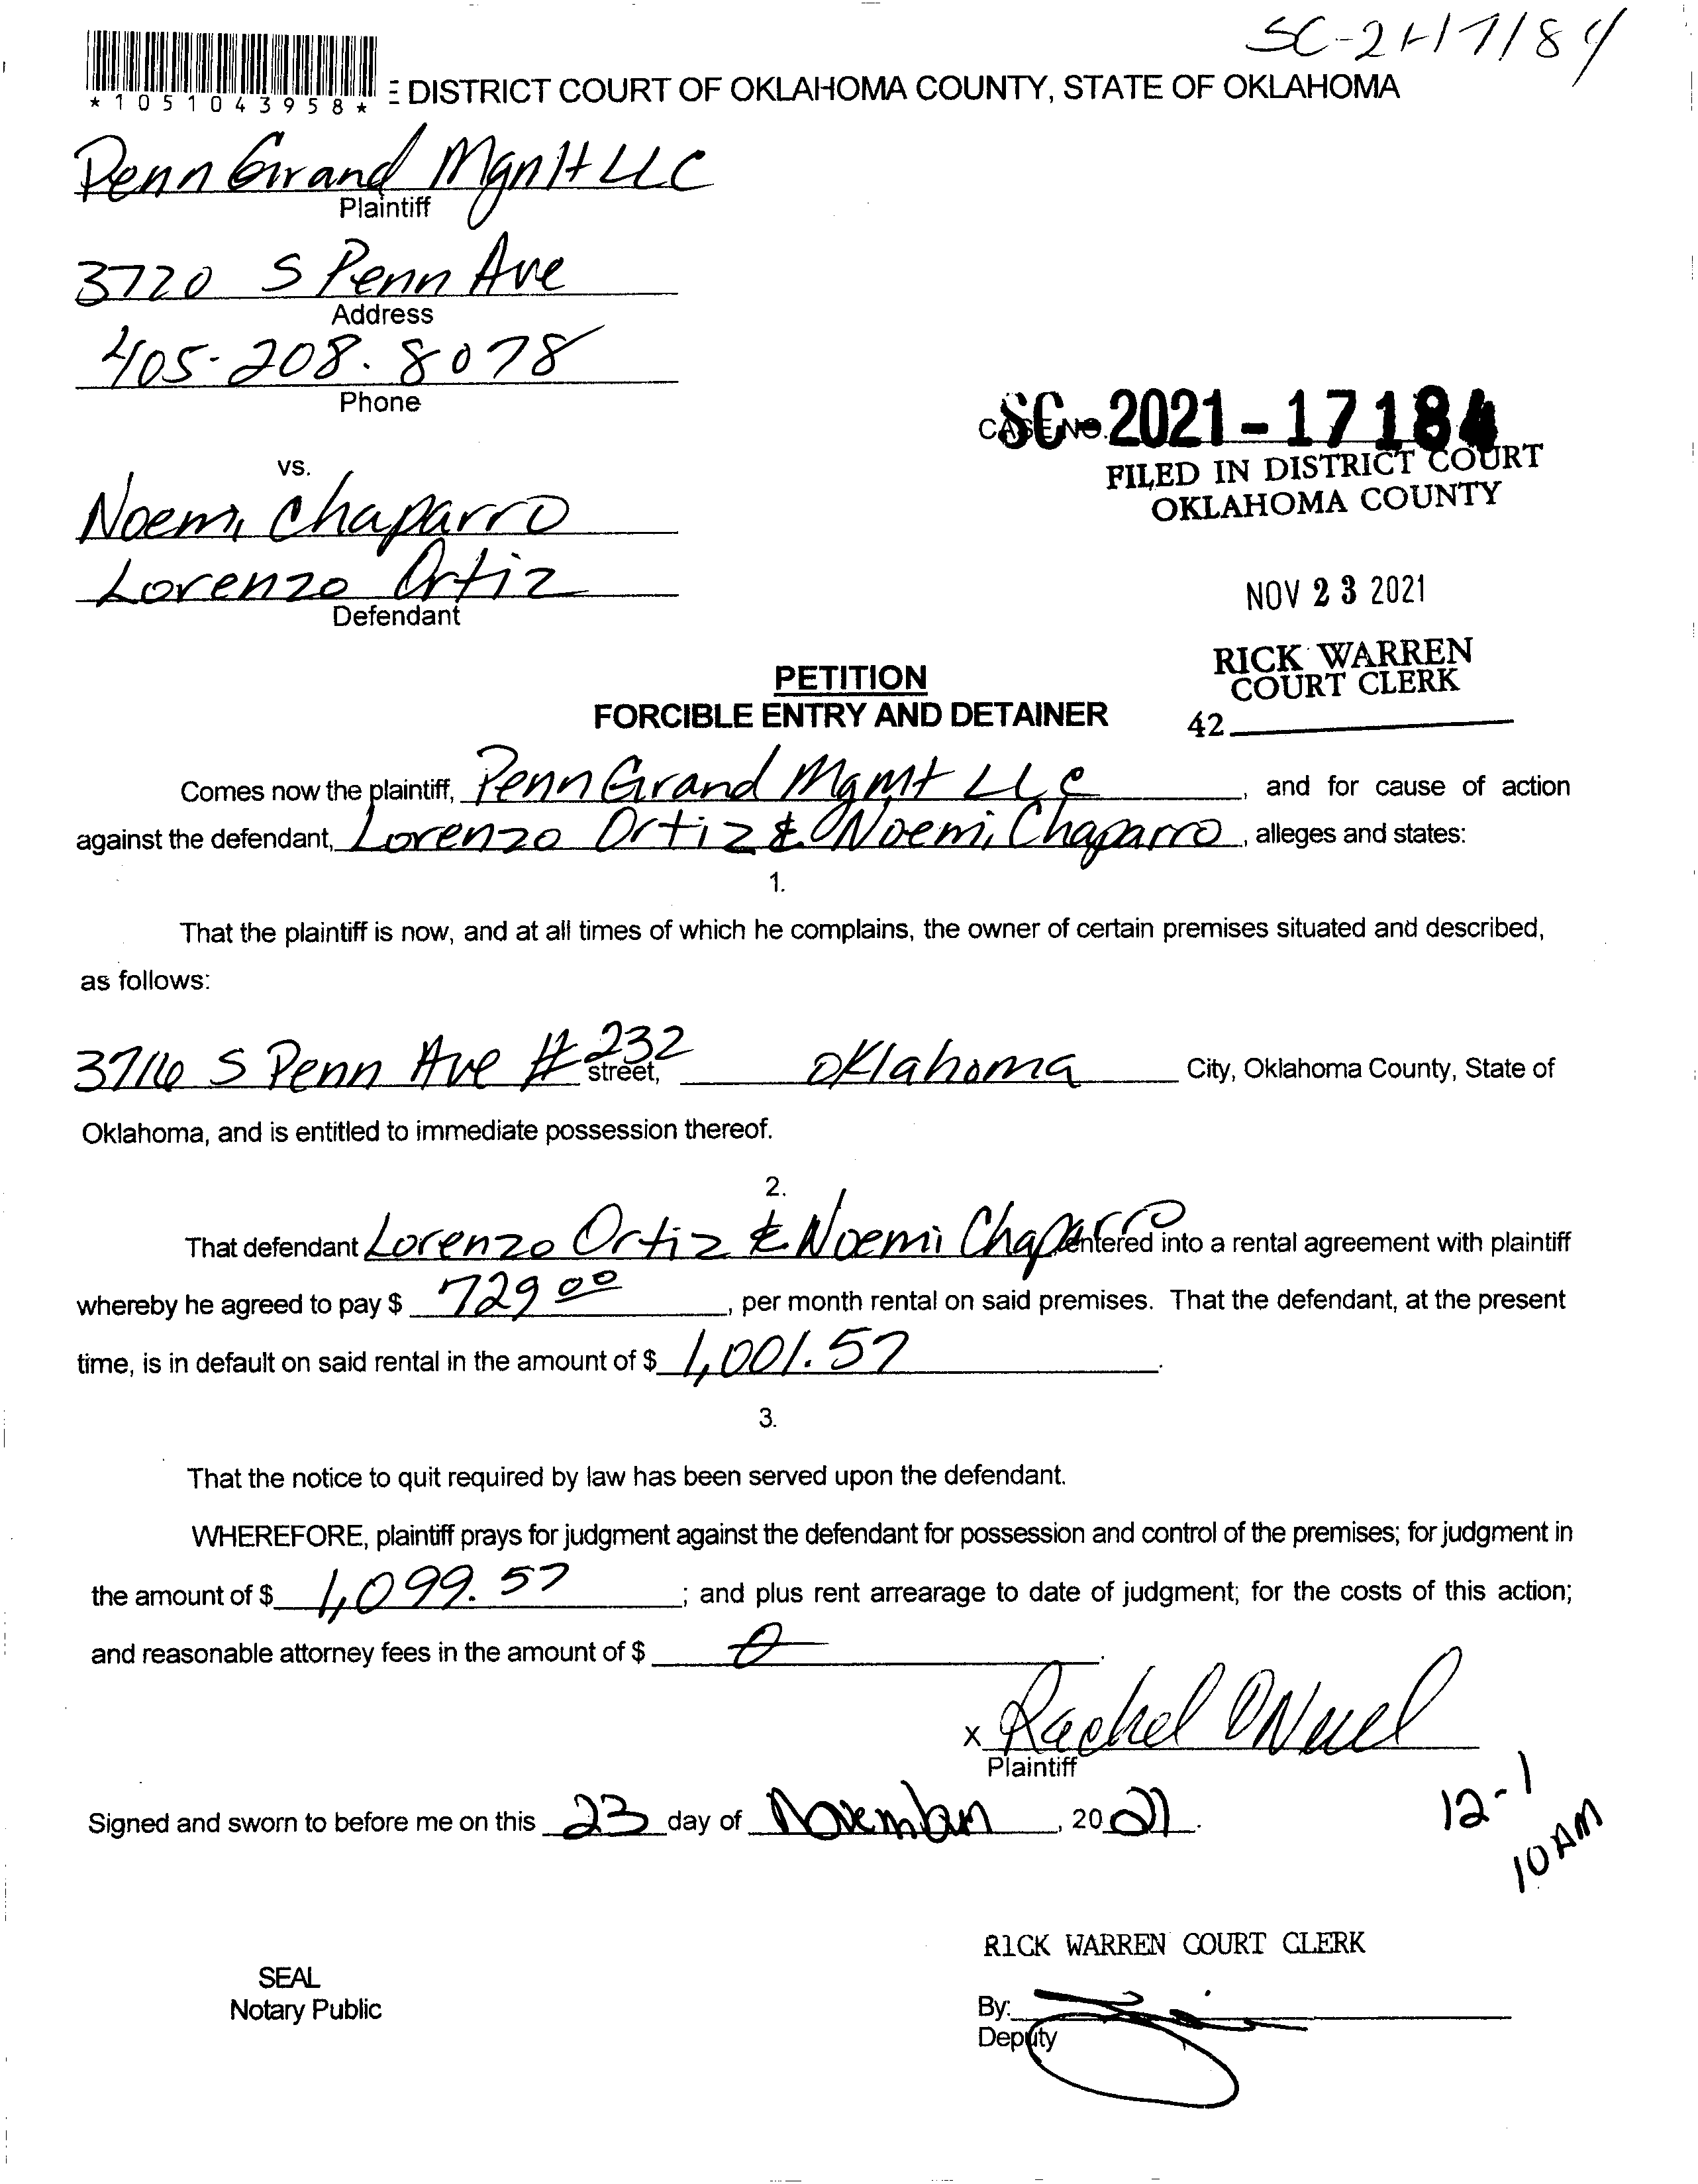 SC-21-17184
*1051043958*
E DISTRICT COURT OF OKLAHOMA COUNTY, STATE OF OKLAHOMA
Penn Grand Mgmt LLC
Plaintiff
3720 S Penn Ave
Address
405-208.8078
Phone
CASE NO. SC-2021-17184
FILED IN DISTRICT COURT
OKLAHOMA COUNTY
vs.
Noemi Chaparro
Lorenzo Ortiz
Defendant
NOV 23 2021
RICK WARREN
COURT CLERK
42
PETITION
FORCIBLE ENTRY AND DETAINER
Comes now the plaintiff, Penn Grand Mgmt LLC, and for cause of action
against the defendant, Lorenzo Ortiz & Noemi Chaparro, alleges and states:
1.
That the plaintiff is now, and at all times of which he complains, the owner of certain premises situated and described,
as follows:
3716 S Penn Ave #232 street, Oklahoma City, Oklahoma County, State of
Oklahoma, and is entitled to immediate possession thereof.
2.
That defendant Lorenzo Ortiz & Noemi Chaparro entered into a rental agreement with plaintiff
whereby he agreed to pay $ 729 00, per month rental on said premises. That the defendant, at the present
time, is in default on said rental in the amount of $ 1,001.57.
3.
That the notice to quit required by law has been served upon the defendant.
WHEREFORE, plaintiff prays for judgment against the defendant for possession and control of the premises; for judgment in
the amount of $ 1,099.57; and plus rent arrearage to date of judgment; for the costs of this action;
and reasonable attorney fees in the amount of $ 0.
x Rachel ONeel
Plaintiff
Signed and sworn to before me on this 23 day of November, 2021.
12-1
10 AM
RICK WARREN COURT CLERK
SEAL
Notary Public
By:
Deputy